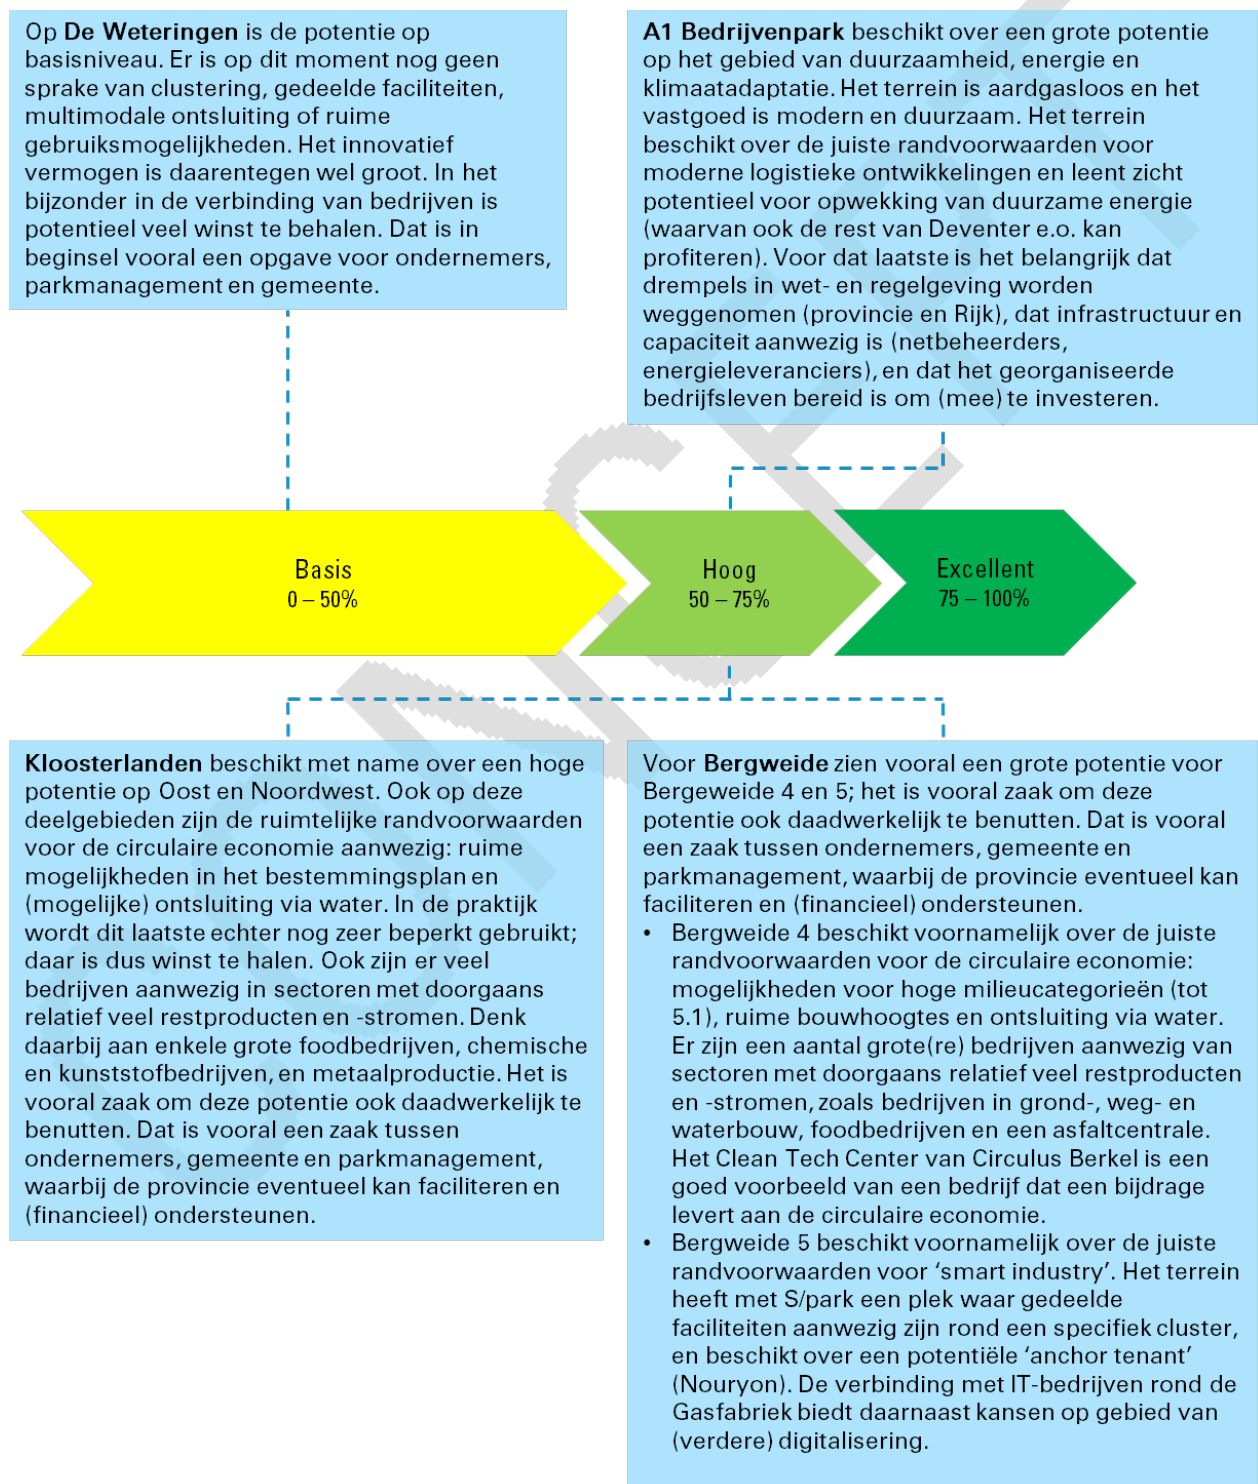 Op De Weteringen is de potentie op
basisniveau. Er is op dit moment nog geen
sprake van clustering, gedeelde faciliteiten,
multimodale ontsluiting of ruime
gebruiksmogelijkheden. Het innovatief
vermogen is daarentegen wel groot. In het
bijzonder in de verbinding van bedrijven is
potentieel veel winst te behalen. Dat is in
beginsel vooral een opgave voor ondernemers,
parkmanagement en gemeente.
A1 Bedrijvenpark beschikt over een grote potentie
op het gebied van duurzaamheid, energie en
klimaatadaptatie. Het terrein is aardgasloos en het
vastgoed is modern en duurzaam. Het terrein
beschikt over de juiste randvoorwaarden voor
moderne logistieke ontwikkelingen en leent zicht
potentieel voor opwekking van duurzame energie
(waarvan ook de rest van Deventer e.o. kan
profiteren). Voor dat laatste is het belangrijk dat
drempels in wet- en regelgeving worden
weggenomen (provincie en Rijk), dat infrastructuur en
capaciteit aanwezig is (netbeheerders,
energieleveranciers), en dat het georganiseerde
bedrijfsleven bereid is om (mee) te investeren.
Basis
0 – 50%
Hoog
50 – 75%
Excellent
75 – 100%
Kloosterlanden beschikt met name over een hoge
potentie op Oost en Noordwest. Ook op deze
deelgebieden zijn de ruimtelijke randvoorwaarden
voor de circulaire economie aanwezig: ruime
mogelijkheden in het bestemmingsplan en
(mogelijke) ontsluiting via water. In de praktijk
wordt dit laatste echter nog zeer beperkt gebruikt;
daar is dus winst te halen. Ook zijn er veel
bedrijven aanwezig in sectoren met doorgaans
relatief veel restproducten en -stromen. Denk
daarbij aan enkele grote foodbedrijven, chemische
en kunststofbedrijven, en metaalproductie. Het is
vooral zaak om deze potentie ook daadwerkelijk te
benutten. Dat is vooral een zaak tussen
ondernemers, gemeente en parkmanagement,
waarbij de provincie eventueel kan faciliteren en
(financieel) ondersteunen.
Voor Bergweide zien vooral een grote potentie voor
Bergeweide 4 en 5; het is vooral zaak om deze
potentie ook daadwerkelijk te benutten. Dat is vooral
een zaak tussen ondernemers, gemeente en
parkmanagement, waarbij de provincie eventueel kan
faciliteren en (financieel) ondersteunen.
• Bergweide 4 beschikt voornamelijk over de juiste
randvoorwaarden voor de circulaire economie:
mogelijkheden voor hoge milieucategorieën (tot
5.1), ruime bouwhoogtes en ontsluiting via water.
Er zijn een aantal grote(re) bedrijven aanwezig van
sectoren met doorgaans relatief veel restproducten
en -stromen, zoals bedrijven in grond-, weg- en
waterbouw, foodbedrijven en een asfaltcentrale.
Het Clean Tech Center van Circulus Berkel is een
goed voorbeeld van een bedrijf dat een bijdrage
levert aan de circulaire economie.
• Bergweide 5 beschikt voornamelijk over de juiste
randvoorwaarden voor ‘smart industry’. Het terrein
heeft met S/park een plek waar gedeelde
faciliteiten aanwezig zijn rond een specifiek cluster,
en beschikt over een potentiële ‘anchor tenant’
(Nouryon). De verbinding met IT-bedrijven rond de
Gasfabriek biedt daarnaast kansen op gebied van
(verdere) digitalisering.
CONCEPT